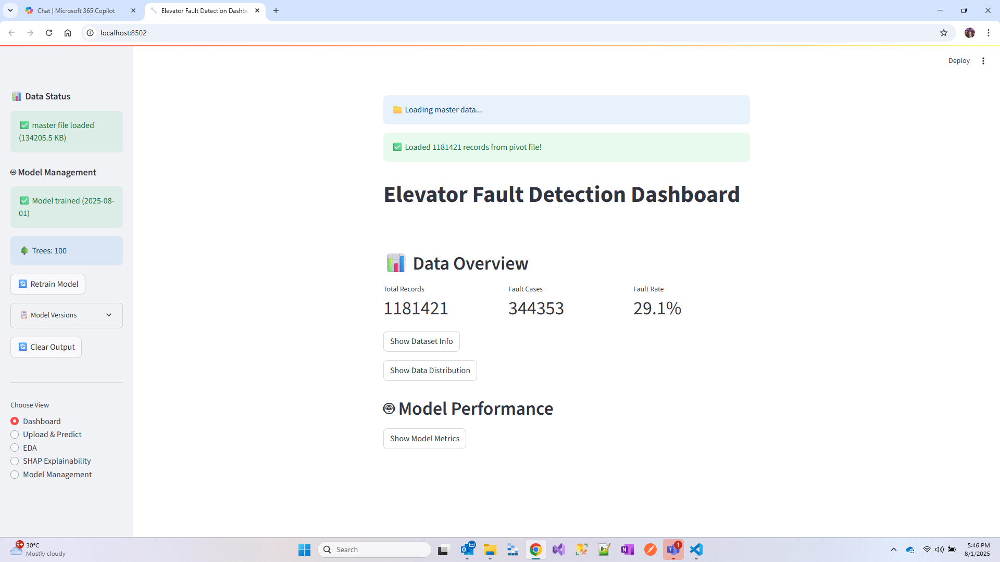 Chat | Microsoft 365 Copilot
Elevator Fault Detection Dashbo
localhost:8502
Deploy
Data Status
master file loaded
(134205.5 KB)
Model Management
Model trained (2025-08-
01)
Trees: 100
Retrain Model
Model Versions
Clear Output
Choose View
Dashboard
Upload & Predict
EDA
SHAP Explainability
Model Management
Loading master data...
Loaded 1181421 records from pivot file!
Elevator Fault Detection Dashboard
Data Overview
Total Records
Fault Cases
Fault Rate
1181421
344353
29.1%
Show Dataset Info
Show Data Distribution
Model Performance
Show Model Metrics
9+
30°C
Mostly cloudy
Search
1
5:46 PM
8/1/2025